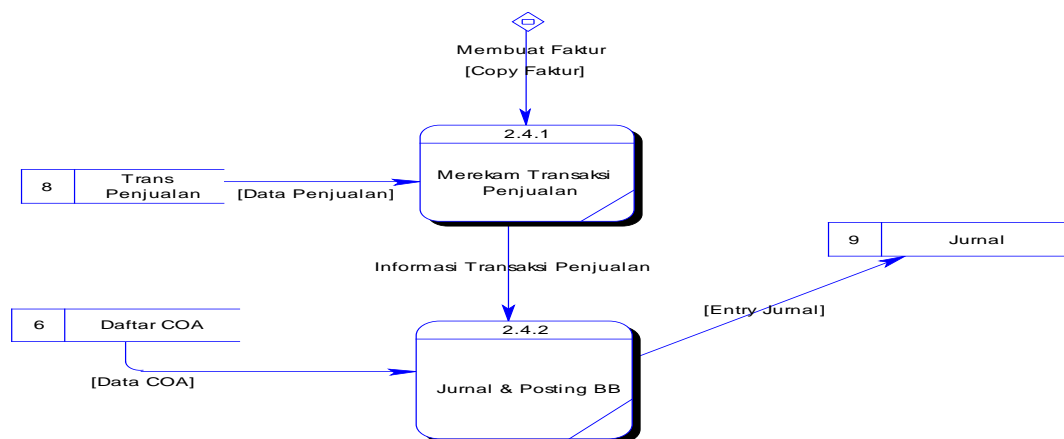 Membuat Faktur
[Copy Faktur]
2.4.1
Merekam Transaksi
Penjualan
8
Trans
Penjualan
[Data Penjualan]
9
Jurnal
Informasi Transaksi Penjualan
6
Daftar COA
[Entry Jurnal]
2.4.2
[Data COA]
Jurnal & Posting BB